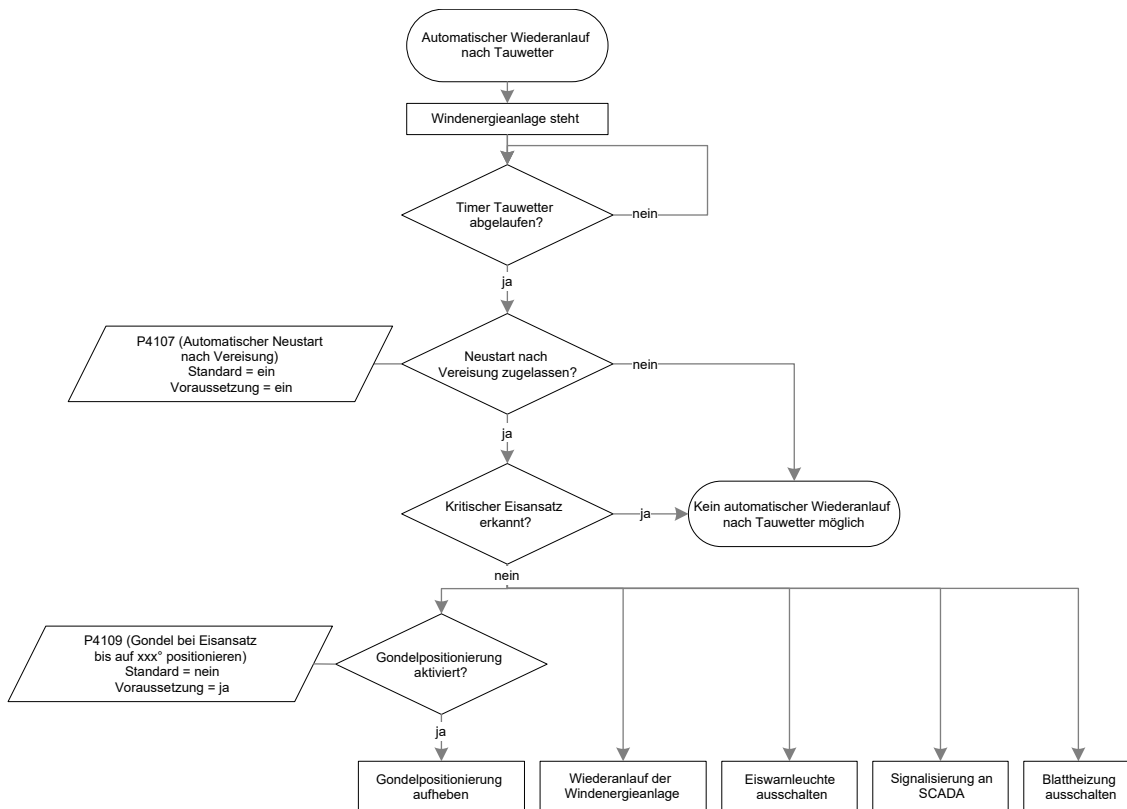 Automatischer Wiederanlauf
nach Tauwetter
Windenergieanlage steht
Timer Tauwetter
abgelaufen?
nein
ja
P4107 (Automatischer Neustart
nach Vereisung)
Standard = ein
Voraussetzung = ein
Neustart nach
Vereisung zugelassen?
nein
ja
Kritischer Eisansatz
erkannt?
ja
Kein automatischer Wiederanlauf
nach Tauwetter möglich
nein
P4109 (Gondel bei Eisansatz
bis auf xxx° positionieren)
Standard = nein
Voraussetzung = ja
Gondelpositionierung
aktiviert?
ja
Gondelpositionierung
aufheben
Wiederanlauf der
Windenergieanlage
Eiswarnleuchte
ausschalten
Signalisierung an
SCADA
Blattheizung
ausschalten